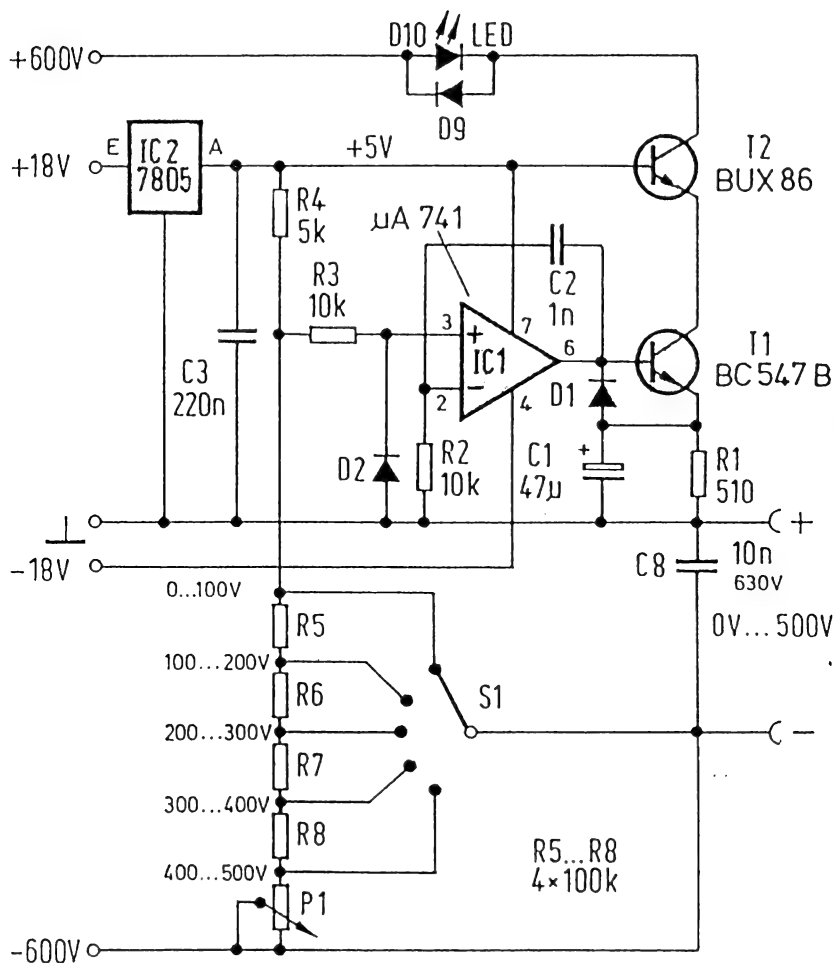 D10 LED
+600V
D9
E IC2 7805 A
+18V
+5V
T2
BUX 86
R4
5k
µA 741
R3
10k
C2
1n
3
+
7
IC1
6
T1
BC547 B
C3
220n
2
−
4
D1
D2
R2
10k
C1
47µ
+
R1
510
+
-18V
C8
10n
630V
0...100V
R5
0V...500V
100...200V
R6
S1
200...300V
−
R7
300...400V
R8
R5...R8
4×100k
400...500V
P1
-600V